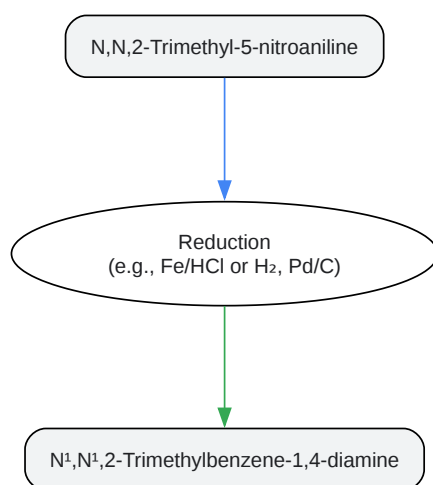 N,N,2-Trimethyl-5-nitroaniline
Reduction
(e.g., Fe/HCl or H₂, Pd/C)
N¹,N¹,2-Trimethylbenzene-1,4-diamine